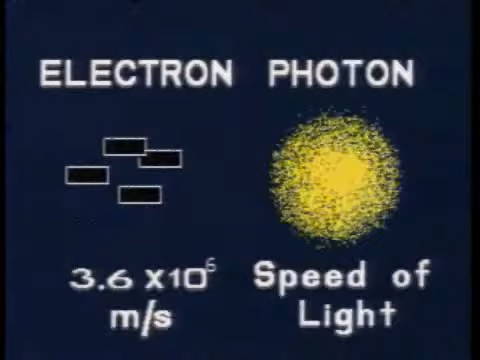 ELECTRON PHOTON
3.6 x10⁶ Speed of
m/s Light